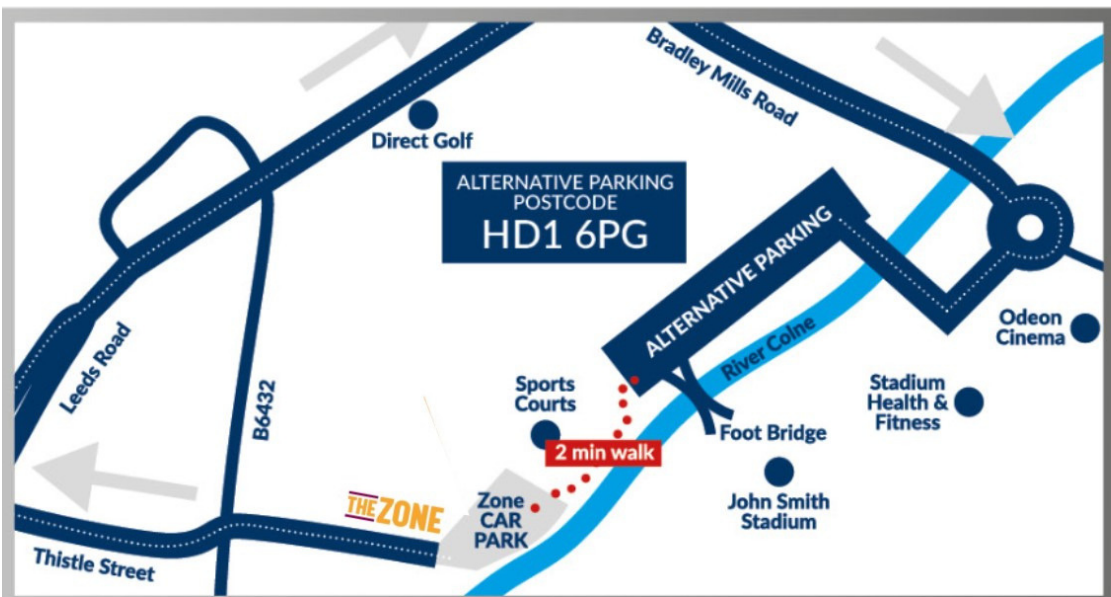 Bradley Mills Road
Direct Golf
ALTERNATIVE PARKING
POSTCODE
HD1 6PG
ALTERNATIVE PARKING
River Colne
Odeon
Cinema
Leeds Road
B6432
Sports
Courts
Stadium
Health &
Fitness
Foot Bridge
2 min walk
THE ZONE
Zone
CAR
PARK
John Smith
Stadium
Thistle Street